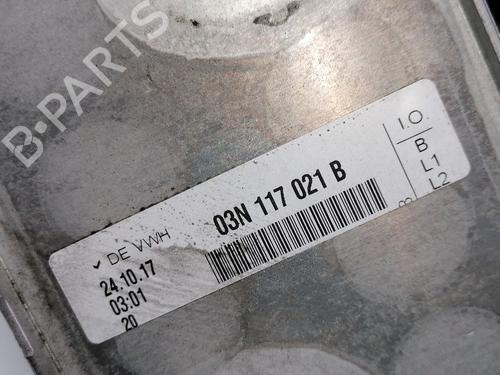 B-PARTS
DE VWH
24.10.17
03:01
20
03N 117 021 B
I.O.
B
L1
L2